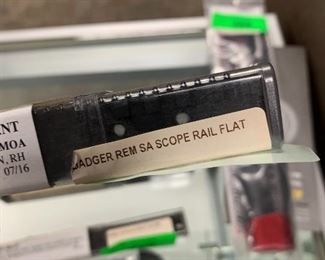 NT
MOA
N, RH
07/16
BADGER REM SA SCOPE RAIL FLAT